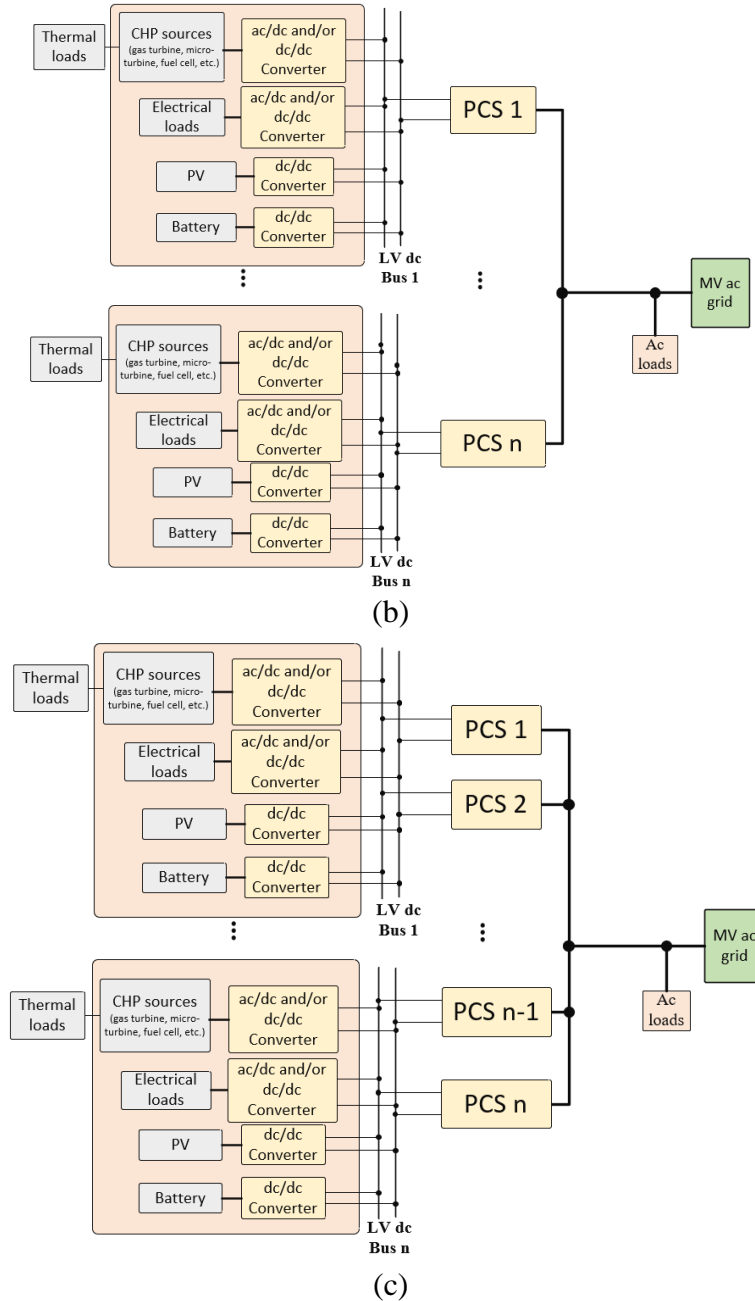 Thermal
loads
CHP sources
(gas turbine, micro-
turbine, fuel cell, etc.)
ac/dc and/or
dc/dc
Converter
Electrical
loads
ac/dc and/or
dc/dc
Converter
PV
dc/dc
Converter
Battery
dc/dc
Converter
LV dc
Bus 1
PCS 1
MV ac
grid
Ac
loads
Thermal
loads
CHP sources
(gas turbine, micro-
turbine, fuel cell, etc.)
ac/dc and/or
dc/dc
Converter
Electrical
loads
ac/dc and/or
dc/dc
Converter
PV
dc/dc
Converter
Battery
dc/dc
Converter
LV dc
Bus n
PCS n
(b)
Thermal
loads
CHP sources
(gas turbine, micro-
turbine, fuel cell, etc.)
ac/dc and/or
dc/dc
Converter
Electrical
loads
ac/dc and/or
dc/dc
Converter
PV
dc/dc
Converter
Battery
dc/dc
Converter
LV dc
Bus 1
PCS 1
PCS 2
MV ac
grid
Ac
loads
Thermal
loads
CHP sources
(gas turbine, micro-
turbine, fuel cell, etc.)
ac/dc and/or
dc/dc
Converter
Electrical
loads
ac/dc and/or
dc/dc
Converter
PV
dc/dc
Converter
Battery
dc/dc
Converter
LV dc
Bus n
PCS n-1
PCS n
(c)